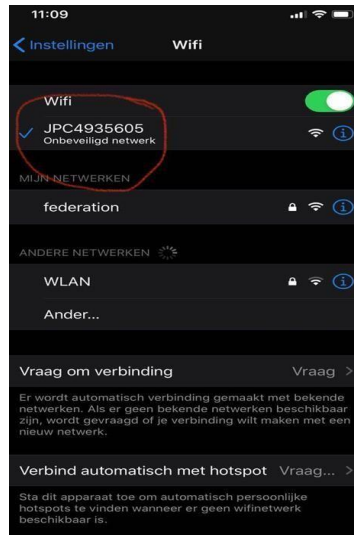 11:09
Instellingen
Wifi
Wifi
JPC4935605
Onbeveiligd netwerk
MIJN NETWERKEN
federation
ANDERE NETWERKEN
WLAN
Ander...
Vraag om verbinding Vraag
Er wordt automatisch verbinding gemaakt met bekende
netwerken. Als er geen bekende netwerken beschikbaar
zijn, wordt gevraagd of je verbinding wilt maken met een
nieuw netwerk.
Verbind automatisch met hotspot Vraag...
Sta dit apparaat toe om automatisch persoonlijke
hotspots te vinden wanneer er geen wifinetwerk
beschikbaar is.